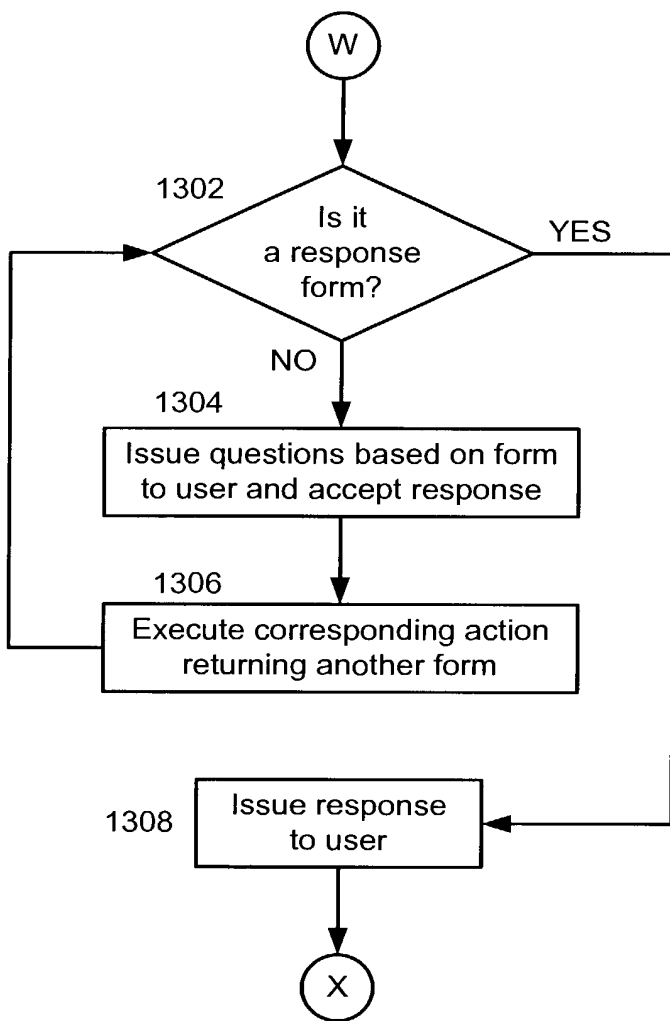 W
1302
Is it
a response
form?
YES
NO
1304
Issue questions based on form
to user and accept response
1306
Execute corresponding action
returning another form
1308
Issue response
to user
X